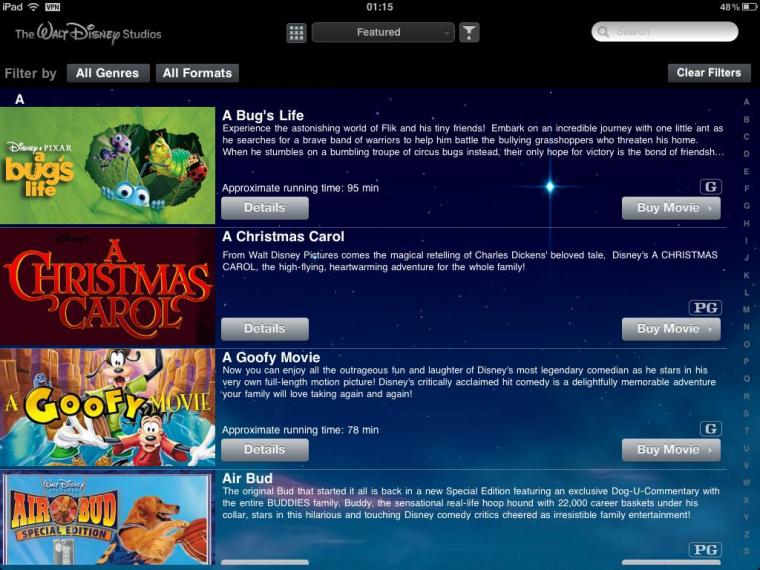 iPad VPN 01:15 48%
The WALT DISNEY Studios
Featured
Search
Filter by All Genres All Formats Clear Filters
A
DISNEY • PIXAR
a bug's life
A Bug's Life
Experience the astonishing world of Flik and his tiny friends! Embark on an incredible journey with one little ant as
he searches for a brave band of warriors to help him battle the bullying grasshoppers who threaten his home.
When he stumbles on a bumbling troupe of circus bugs instead, their only hope for victory is the bond of friendsh...
Approximate running time: 95 min
G
Details
Buy Movie
Disney's
A CHRISTMAS CAROL
A Christmas Carol
From Walt Disney Pictures comes the magical retelling of Charles Dickens' beloved tale, Disney's A CHRISTMAS
CAROL, the high-flying, heartwarming adventure for the whole family!
PG
Details
Buy Movie
A GOOFY MOVIE
A Goofy Movie
Now you can enjoy all the outrageous fun and laughter of Disney's most legendary comedian as he stars in his
very own full-length motion picture! Disney's critically acclaimed hit comedy is a delightfully memorable adventure
your family will love taking again and again!
Approximate running time: 78 min
G
Details
Buy Movie
WALT DISNEY
PICTURES
AIR BUD
SPECIAL EDITION
Air Bud
The original Bud that started it all is back in a new Special Edition featuring an exclusive Dog-U-Commentary with
the entire BUDDIES family. Buddy, the sensational real-life hoop hound with 22,000 career baskets under his
collar, stars in this hilarious and touching Disney comedy critics cheered as irresistible family entertainment!
PG
A
B
C
D
E
F
G
H
I
J
K
L
M
N
O
P
Q
R
S
T
U
V
W
X
Y
Z
#